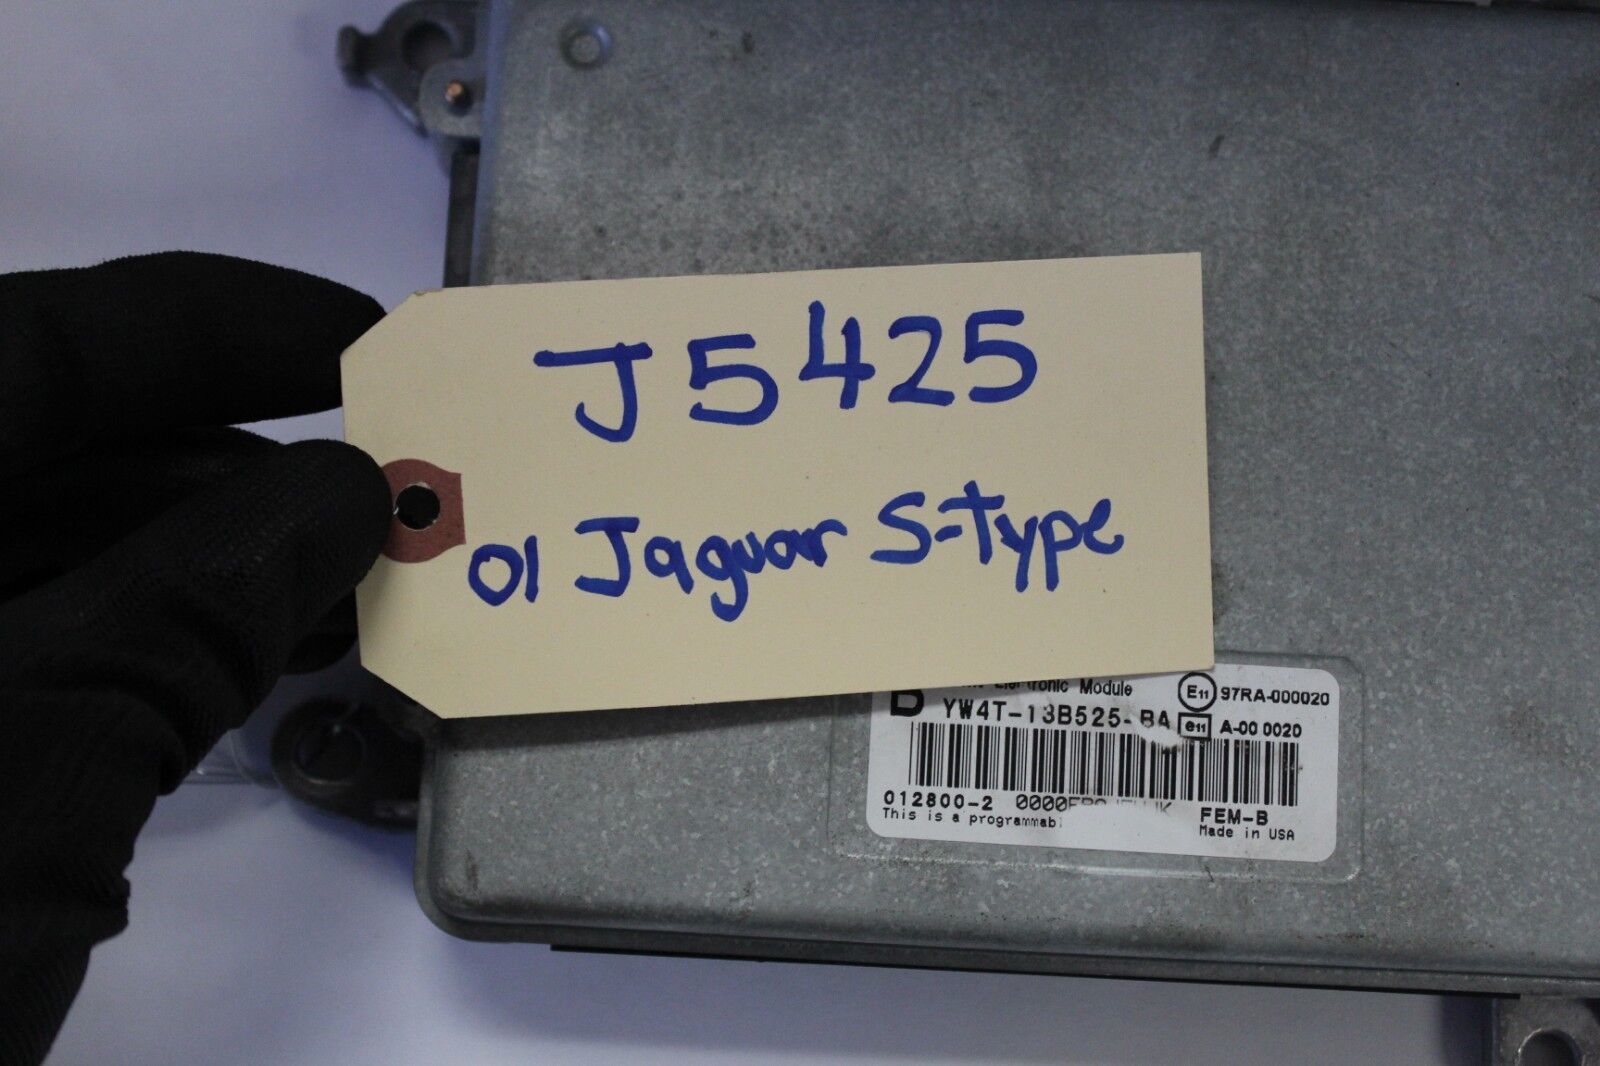 J5425
01 Jaguar S-Type
Electronic Module
E11 97RA-000020
B YW4T-13B525-BA e11 A-00 0020
012800-2 FEM-B
This is a programmabl Made in USA